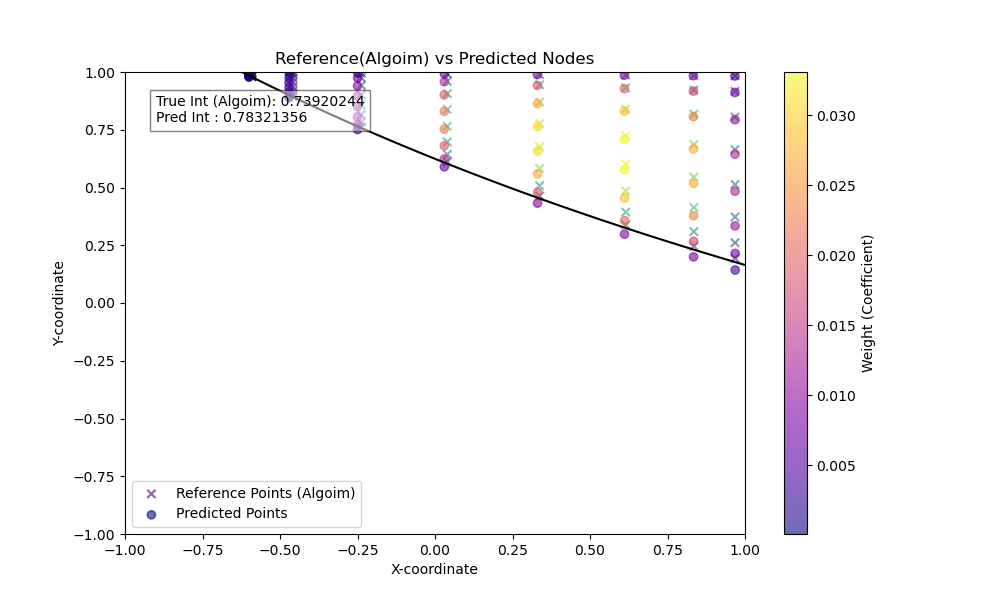 Reference(Algoim) vs Predicted Nodes
True Int (Algoim): 0.73920244
Pred Int : 0.78321356
1.00
0.75
0.50
0.25
0.00
−0.25
−0.50
−0.75
−1.00
Y-coordinate
Reference Points (Algoim)
Predicted Points
−1.00 −0.75 −0.50 −0.25 0.00 0.25 0.50 0.75 1.00
X-coordinate
0.030
0.025
0.020
0.015
0.010
0.005
Weight (Coefficient)